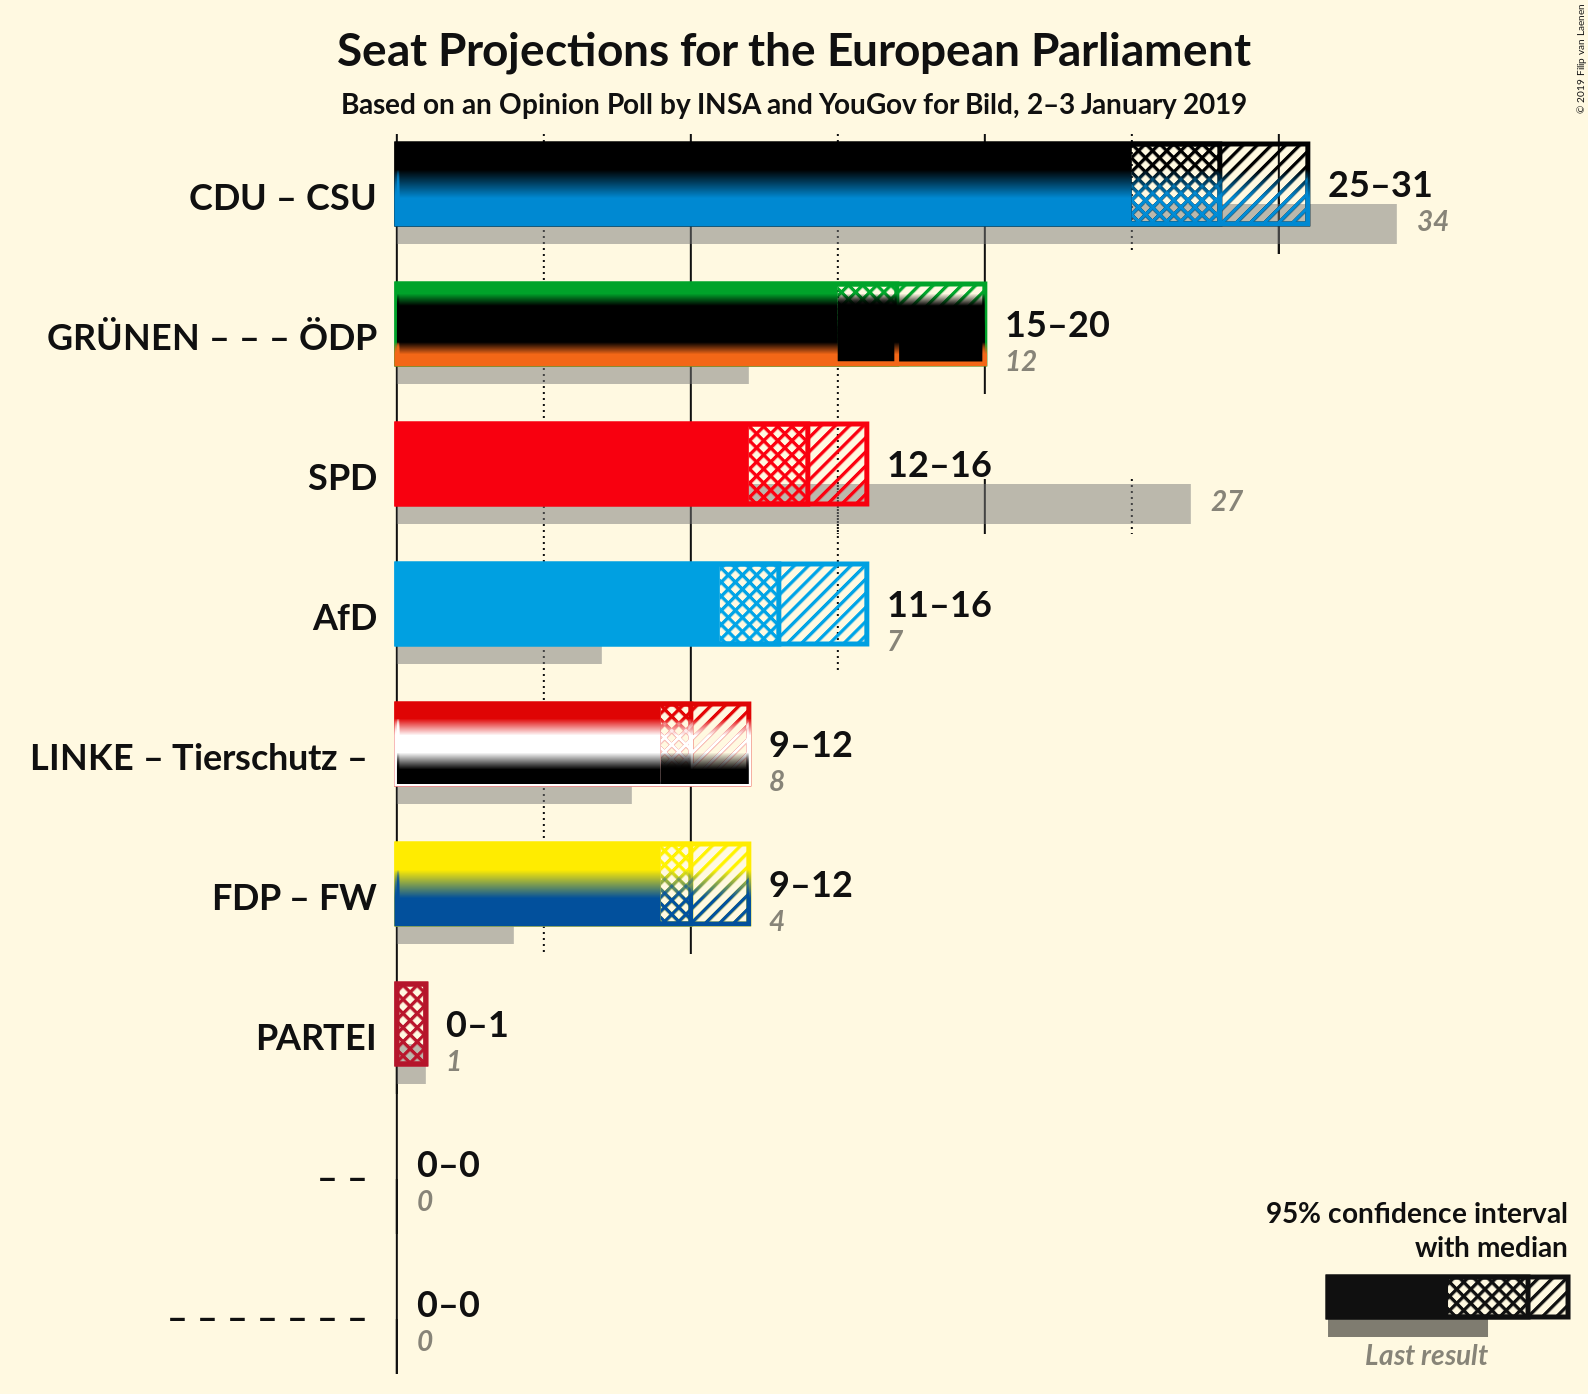 Seat Projections for the European Parliament
Based on an Opinion Poll by INSA and YouGov for Bild, 2–3 January 2019
© 2019 Filip van Laenen
CDU – CSU
25–31
34
GRÜNEN – – – ÖDP
15–20
12
SPD
12–16
27
AfD
11–16
7
LINKE – Tierschutz –
9–12
8
FDP – FW
9–12
4
PARTEI
0–1
1
– –
0–0
0
– – – – – – –
0–0
0
95% confidence interval
with median
Last result